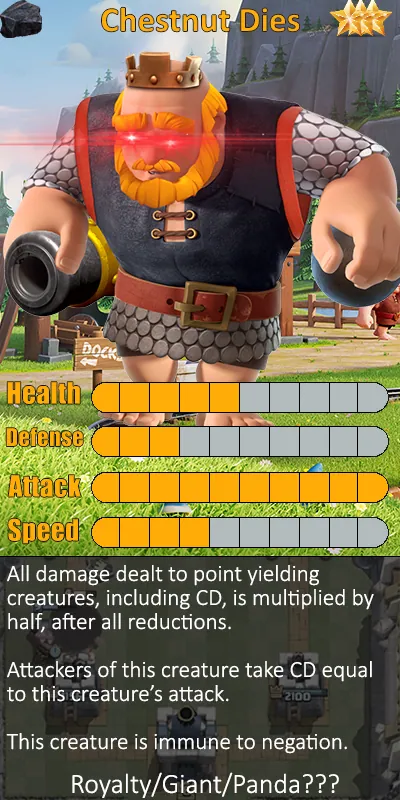 Chestnut Dies
DOCK
Health
Defense
Attack
Speed
All damage dealt to point yielding
creatures, including CD, is multiplied by
half, after all reductions.
Attackers of this creature take CD equal
to this creature's attack.
2100
This creature is immune to negation.
Royalty/Giant/Panda???